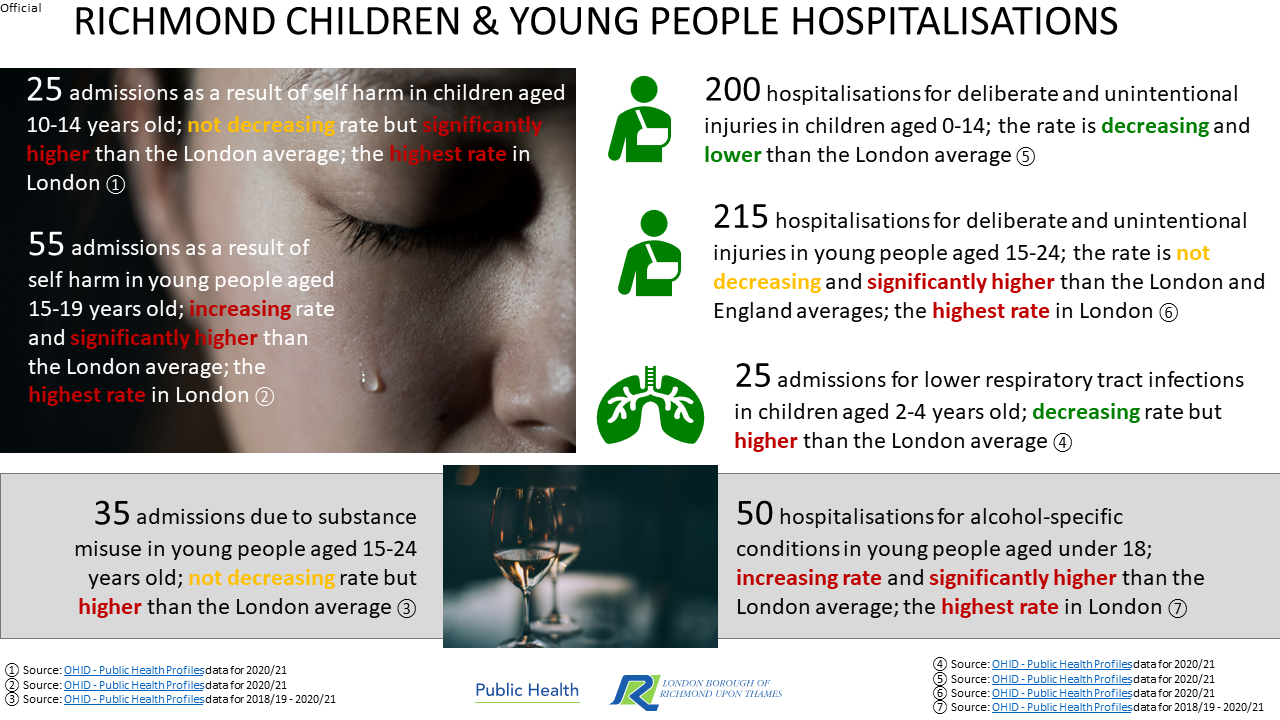 Official
RICHMOND CHILDREN & YOUNG PEOPLE HOSPITALISATIONS
25 admissions as a result of self harm in children aged
10-14 years old; not decreasing rate but significantly
higher than the London average; the highest rate in
London ①
55 admissions as a result of
self harm in young people aged
15-19 years old; increasing rate
and significantly higher than
the London average; the
highest rate in London ②
200 hospitalisations for deliberate and unintentional
injuries in children aged 0-14; the rate is decreasing and
lower than the London average ⑤
215 hospitalisations for deliberate and unintentional
injuries in young people aged 15-24; the rate is not
decreasing and significantly higher than the London and
England averages; the highest rate in London ⑥
25 admissions for lower respiratory tract infections
in children aged 2-4 years old; decreasing rate but
higher than the London average ④
35 admissions due to substance
misuse in young people aged 15-24
years old; not decreasing rate but
higher than the London average ③
50 hospitalisations for alcohol-specific
conditions in young people aged under 18;
increasing rate and significantly higher than the
London average; the highest rate in London ⑦
① Source: OHID - Public Health Profiles data for 2020/21
② Source: OHID - Public Health Profiles data for 2020/21
③ Source: OHID - Public Health Profiles data for 2018/19 - 2020/21
Public Health
LONDON BOROUGH OF
RICHMOND UPON THAMES
④ Source: OHID - Public Health Profiles data for 2020/21
⑤ Source: OHID - Public Health Profiles data for 2020/21
⑥ Source: OHID - Public Health Profiles data for 2020/21
⑦ Source: OHID - Public Health Profiles data for 2018/19 - 2020/21